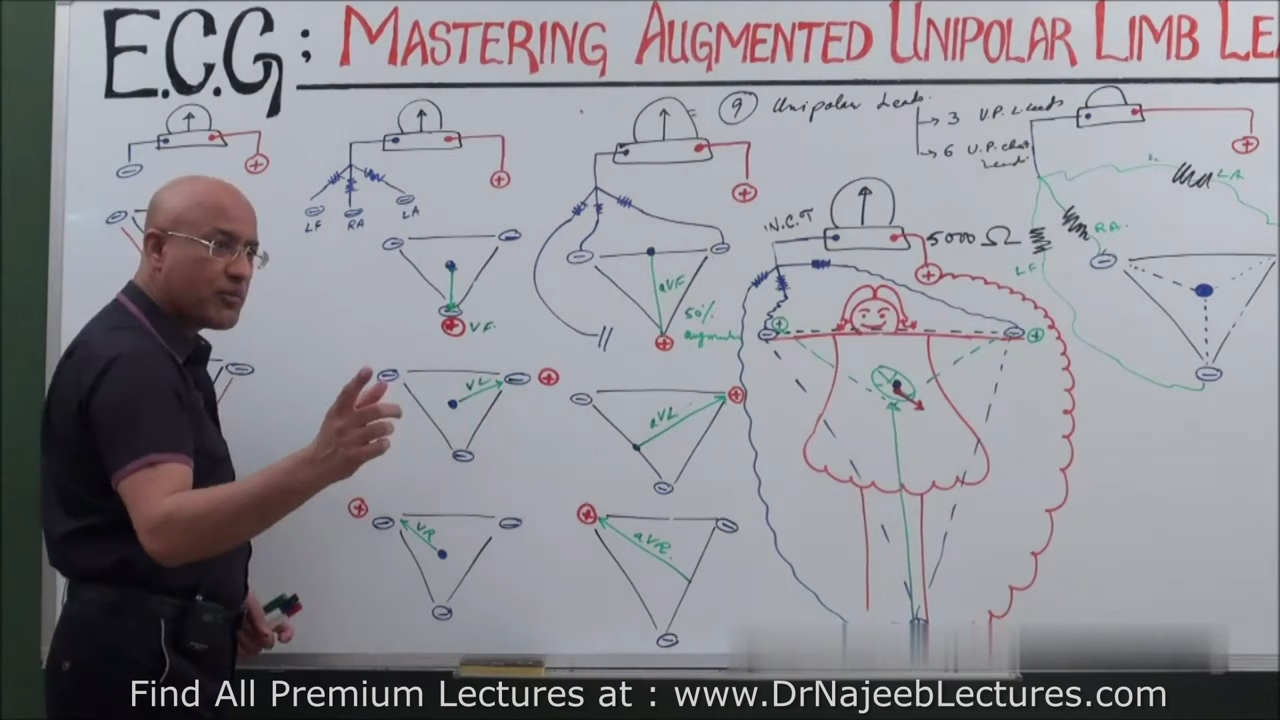 E.C.G: MASTERING AUGMENTED UNIPOLAR LIMB LE
9 Unipolar Leads.
→ 3 U.P. Leads
→ 6 U.P. chest Leads
LF RA LA
VF.
VL
VR
aVF
50%
augmen
aVL
aVR.
N.C.T
5000 Ω
LA
RA.
LF
Find All Premium Lectures at : www.DrNajeebLectures.com